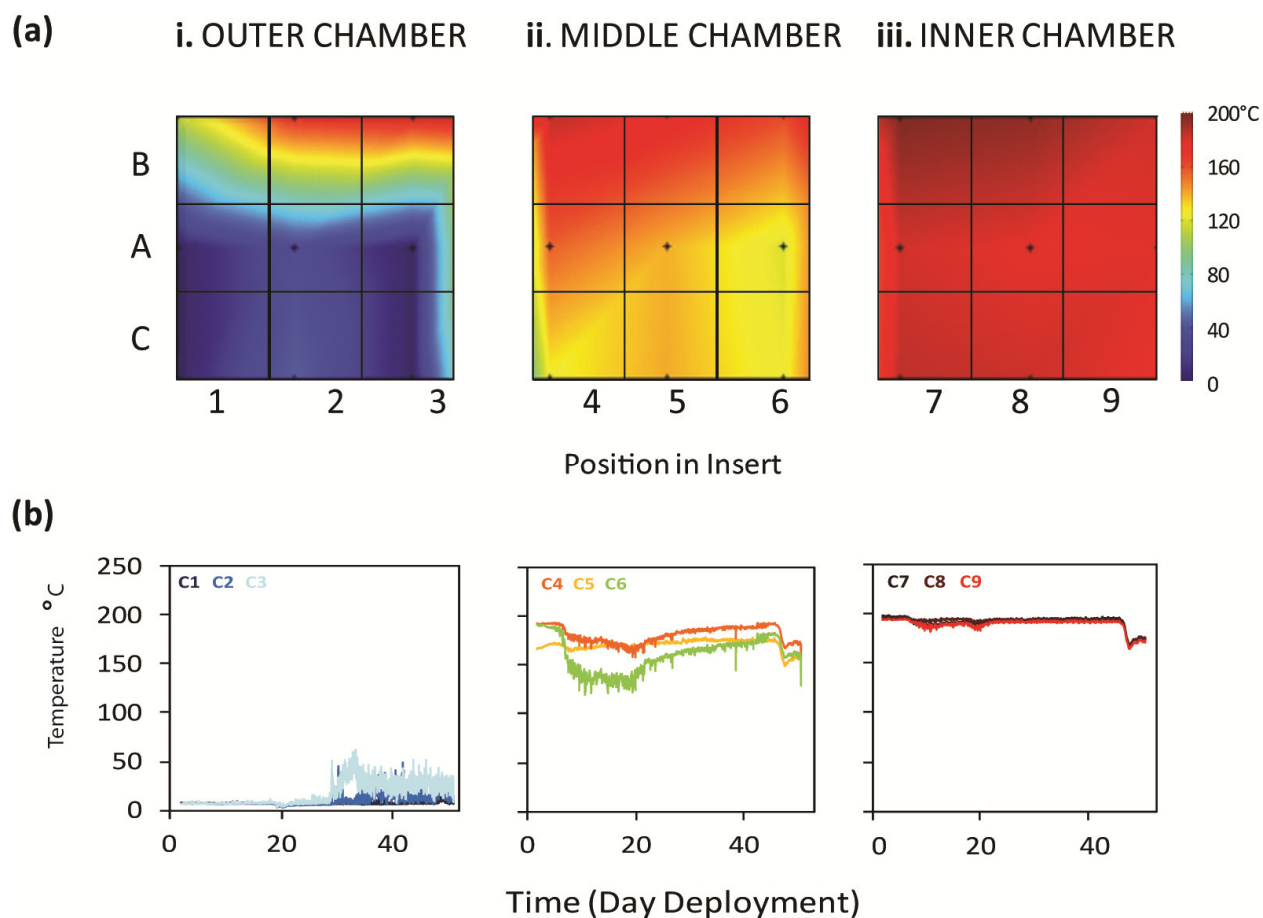 (a)
i. OUTER CHAMBER
ii. MIDDLE CHAMBER
iii. INNER CHAMBER
200°C
160
120
80
40
0
B
A
C
1 2 3
4 5 6
7 8 9
Position in Insert
(b)
Temperature °C
250
200
150
100
50
0
C1 C2 C3
C4 C5 C6
C7 C8 C9
0 20 40
0 20 40
0 20 40
Time (Day Deployment)